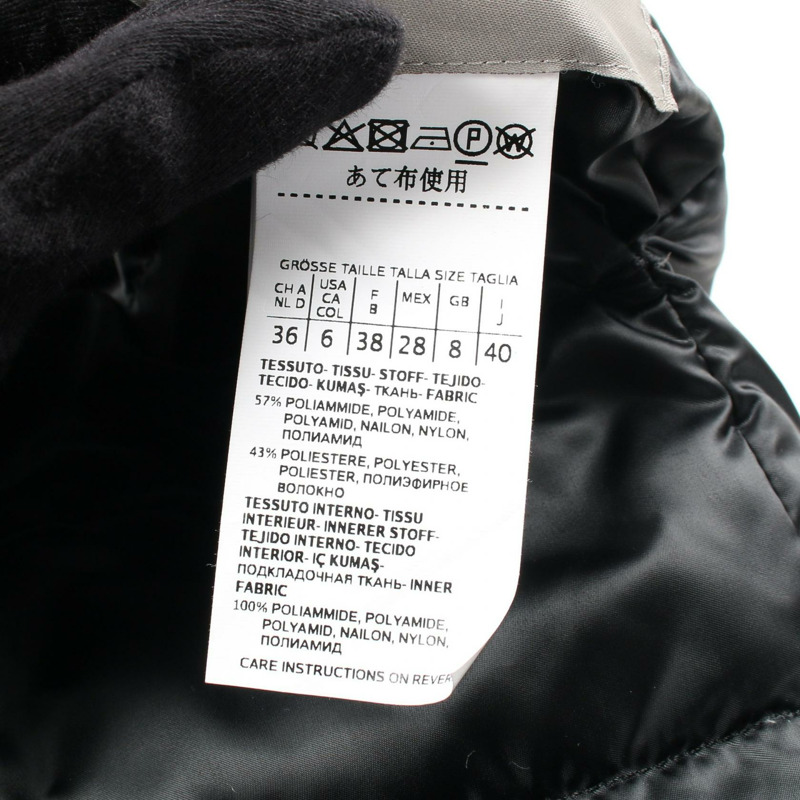 P W
あて布使用
GRÖSSE TAILLE TALLA SIZE TAGLIA
CH A NL D USA CA COL F B MEX GB I J
36 6 38 28 8 40
TESSUTO- TISSU- STOFF- TEJIDO-
TECIDO- KUMAŞ- ТКАНЬ- FABRIC
57% POLIAMMIDE, POLYAMIDE,
POLYAMID, NAILON, NYLON,
ПОЛИАМИД
43% POLIESTERE, POLYESTER,
POLIESTER, ПОЛИЭФИРНОЕ
ВОЛОКНО
TESSUTO INTERNO- TISSU
INTERIEUR- INNERER STOFF-
TEJIDO INTERNO- TECIDO
INTERIOR- IÇ KUMAŞ-
ПОДКЛАДОЧНАЯ ТКАНЬ- INNER
FABRIC
100% POLIAMMIDE, POLYAMIDE,
POLYAMID, NAILON, NYLON,
ПОЛИАМИД
CARE INSTRUCTIONS ON REVER